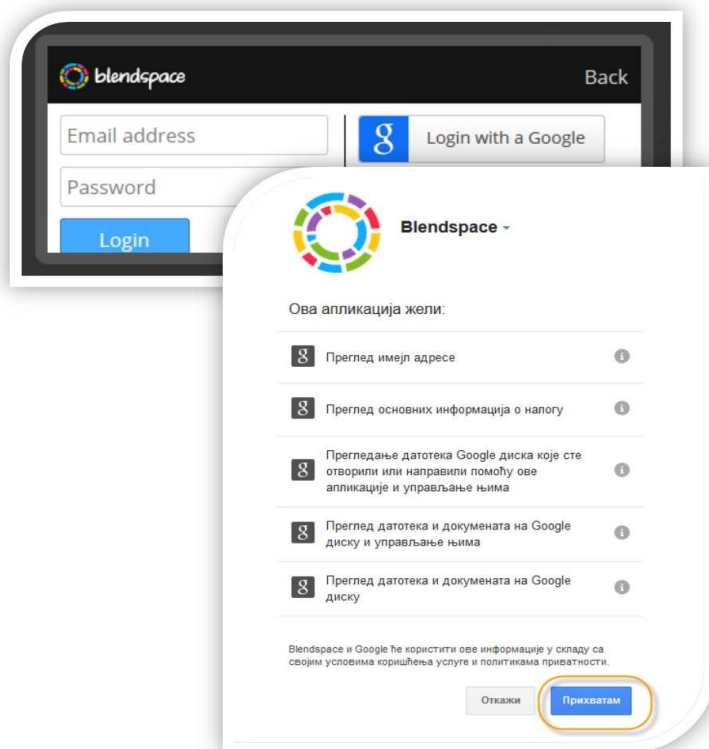 blendspace
Back
Email address
Login with a Google
Password
Login
Blendspace
Ова апликација жели:
Преглед имејл адресе
Преглед основних информација о налогу
Прегледање датотека Google диска које сте
отворили или направили помоћу ове
апликације и управљање њима
Преглед датотека и докумената на Google
диску и управљање њима
Преглед датотека и докумената на Google
диску
Blendspace и Google ће користити ове информације у складу са
својим условима коришћења услуге и политикама приватности.
Откажи
Прихватам